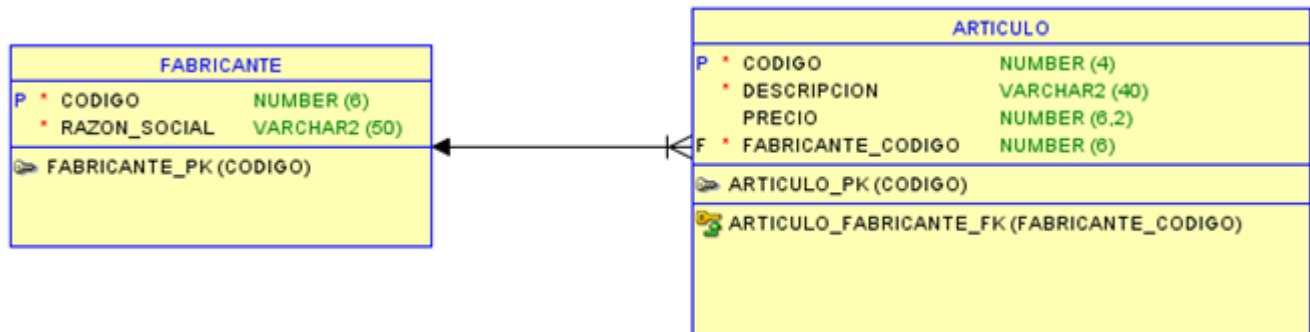 FABRICANTE
P * CODIGO NUMBER (6)
* RAZON_SOCIAL VARCHAR2 (50)
FABRICANTE_PK (CODIGO)
ARTICULO
P * CODIGO NUMBER (4)
* DESCRIPCION VARCHAR2 (40)
PRECIO NUMBER (6,2)
F * FABRICANTE_CODIGO NUMBER (6)
ARTICULO_PK (CODIGO)
ARTICULO_FABRICANTE_FK (FABRICANTE_CODIGO)